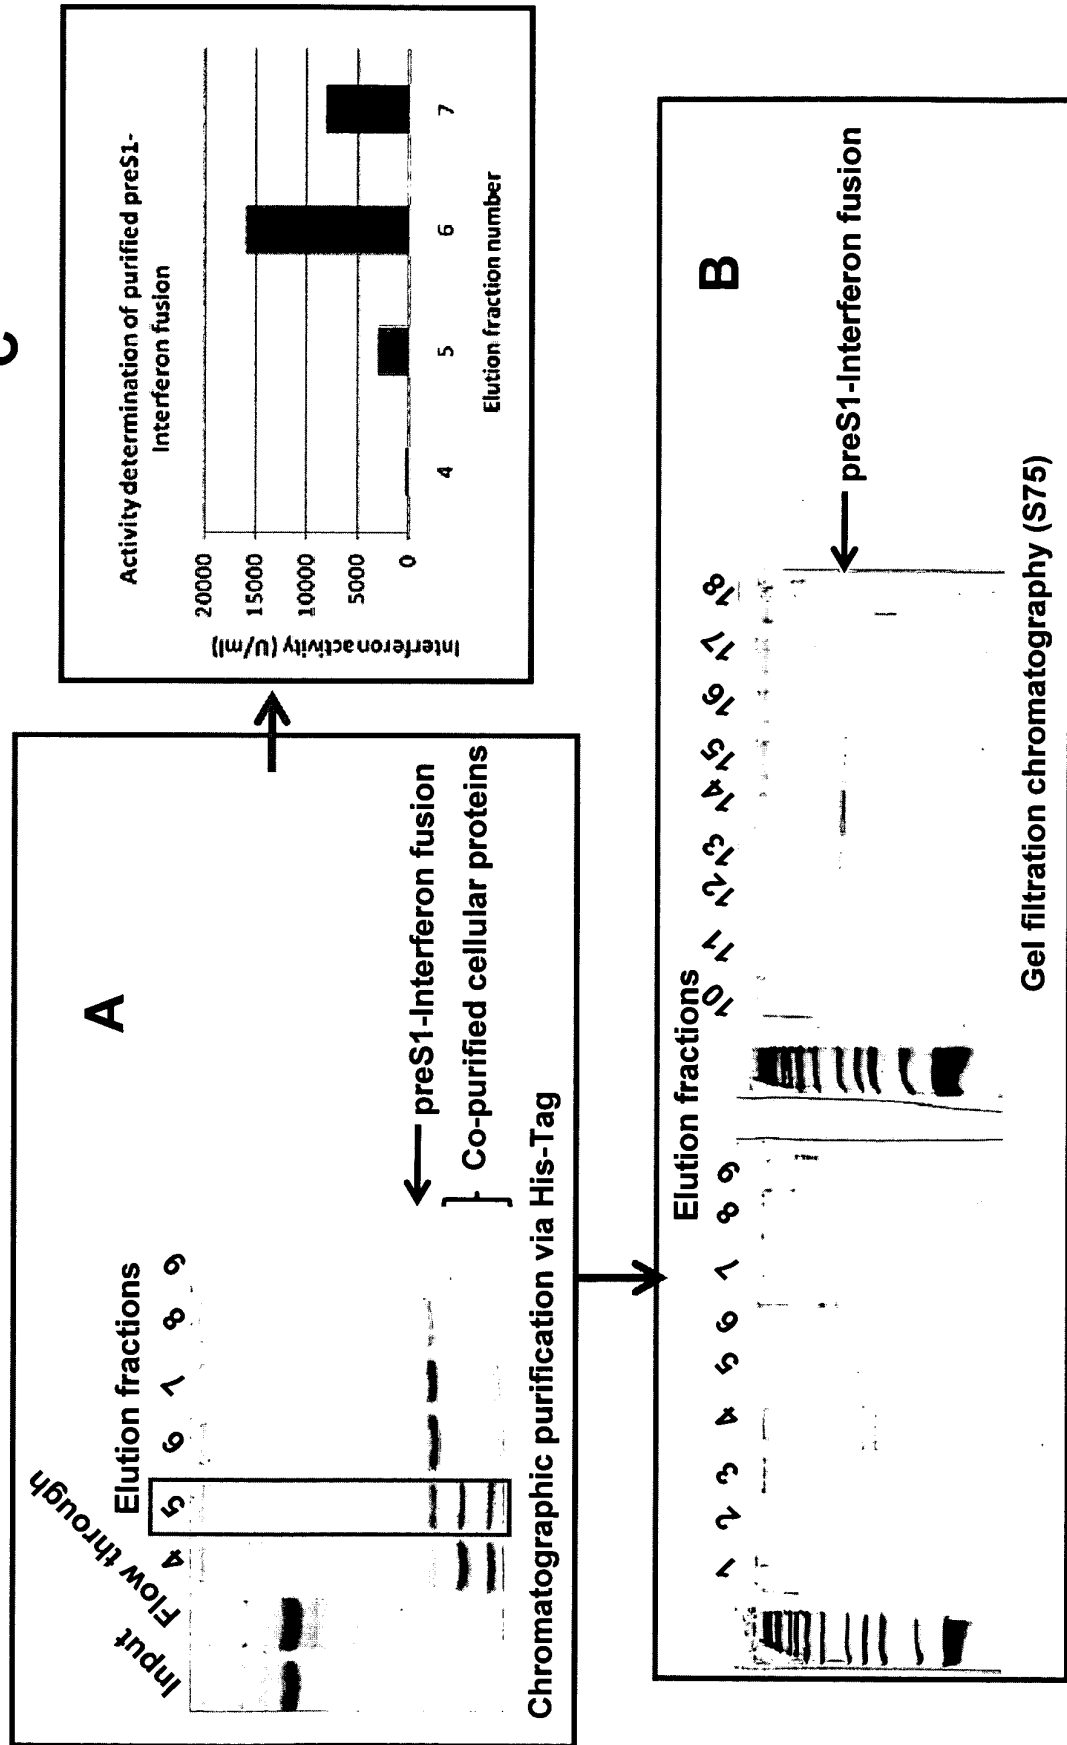 A
Input
Flow through
Elution fractions
4 5 6 7 8 9
preS1-Interferon fusion
Co-purified cellular proteins
Chromatographic purification via His-Tag
C
Activity determination of purified preS1-
Interferon fusion
Interferon activity (U/ml)
20000
15000
10000
5000
0
4 5 6 7
Elution fraction number
B
Elution fractions
1 2 3 4 5 6 7 8 9 10 11 12 13 14 15 16 17 18
preS1-Interferon fusion
Gel filtration chromatography (S75)